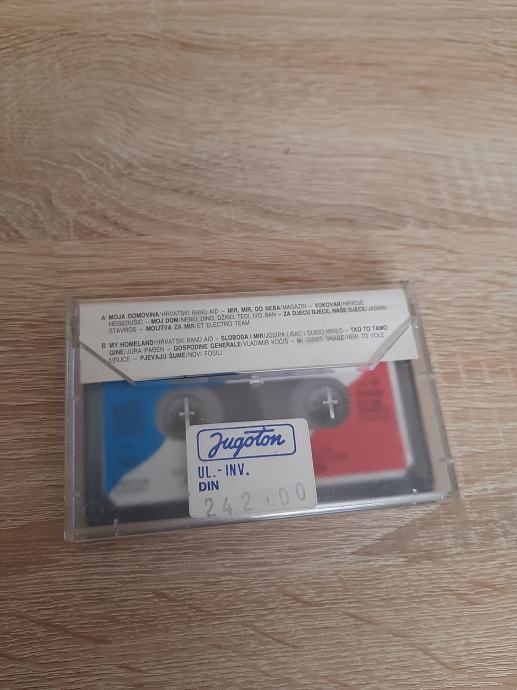 A MOJA DOMOVINA/HRVATSKI BAND AID – MIR, MIR, DO NEBA/MAGAZIN – VUKOVAR/HRVOJE
HEGEDUŠIĆ – MOJ DOM/NENO, DINO, DŽIBO, TEDI, IVO, BAN – ZA DJECU DJECE, NAŠE DJECE/JASMIN
STAVROS – MOLITVA ZA MIR/ET ELECTRO TEAM
B MY HOMELAND/HRVATSKI BAND AID – SLOBODA I MIR/JOSIPA LISAC I GUIDO MINEO – TKO TO TAMO
GINE/JURA PAĐEN – GOSPODINE GENERALE/VLADIMIR KOČIŠ – NEKI TO VOLE
VRUĆE – PJEVAJU ŠUME/NOVI FOSILI
Jugoton
UL.-INV.
DIN
242.00